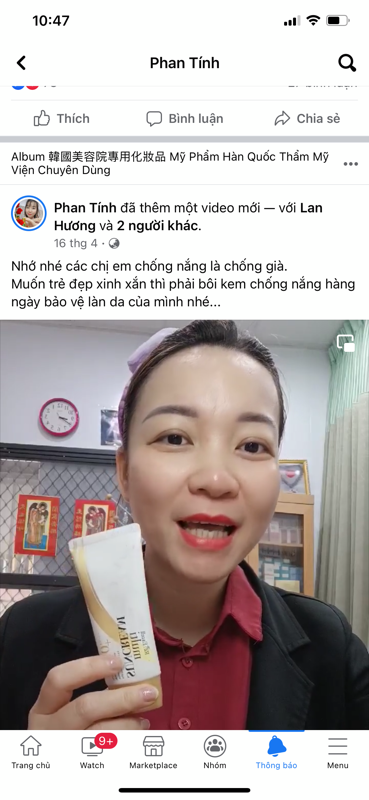 10:47
Phan Tính
Thích
Bình luận
Chia sẻ
Album 韓國美容院專用化妝品 Mỹ Phẩm Hàn Quốc Thẩm Mỹ
Viện Chuyên Dùng
Phan Tính đã thêm một video mới — với Lan
Hương và 2 người khác.
16 thg 4
Nhớ nhé các chị em chống nắng là chống già.
Muốn trẻ đẹp xinh xắn thì phải bôi kem chống nắng hàng
ngày bảo vệ làn da của mình nhé...
SUNCREAM
9+
Trang chủ
Watch
Marketplace
Nhóm
Thông báo
Menu